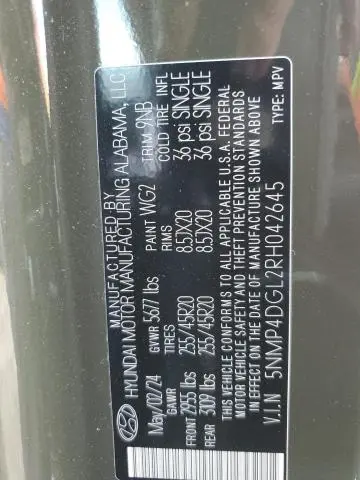 MANUFACTURED BY
HYUNDAI MOTOR MANUFACTURING ALABAMA, LLC
May/02/24 PAINT WG2 TRIM 9NB
GVWR 5677 lbs
GAWR TIRES RIMS COLD TIRE INFL
FRONT 2955 lbs 255/45R20 8.5JX20 36 psi SINGLE
REAR 3109 lbs 255/45R20 8.5JX20 36 psi SINGLE
THIS VEHICLE CONFORMS TO ALL APPLICABLE U.S.A. FEDERAL
MOTOR VEHICLE SAFETY AND THEFT PREVENTION STANDARDS
IN EFFECT ON THE DATE OF MANUFACTURE SHOWN ABOVE
V.I.N 5NMP4DGL2RH042645 TYPE: MPV